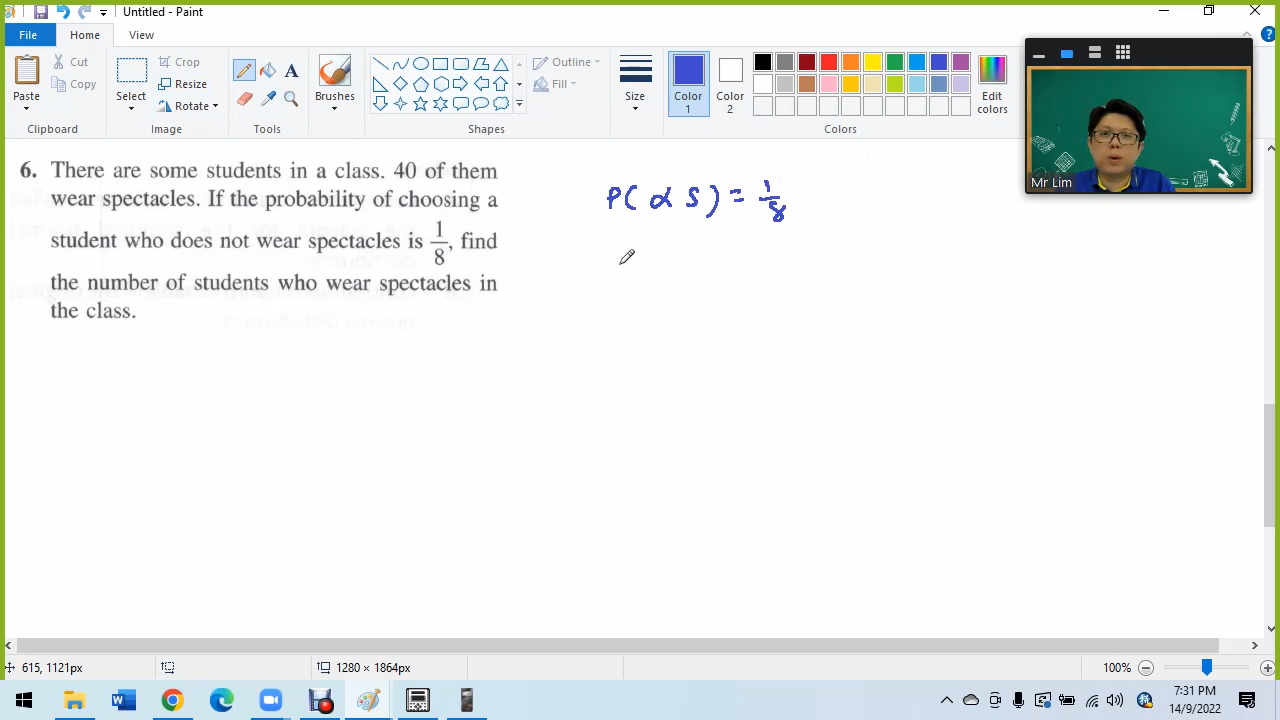 Untitled - Paint
File Home View
Paste
Cut
Copy
Clipboard
Select
Crop
Resize
Rotate
Image
A
Tools
Brushes
Shapes
Outline
Fill
Size
Color 1
Color 2
Edit colors
Colors
Mr Lim
6. There are some students in a class. 40 of them
wear spectacles. If the probability of choosing a
student who does not wear spectacles is 1/8, find
the number of students who wear spectacles in
the class.
P( α S ) = 1/8
615, 1121px
1280 × 1864px
100%
7:31 PM
14/9/2022